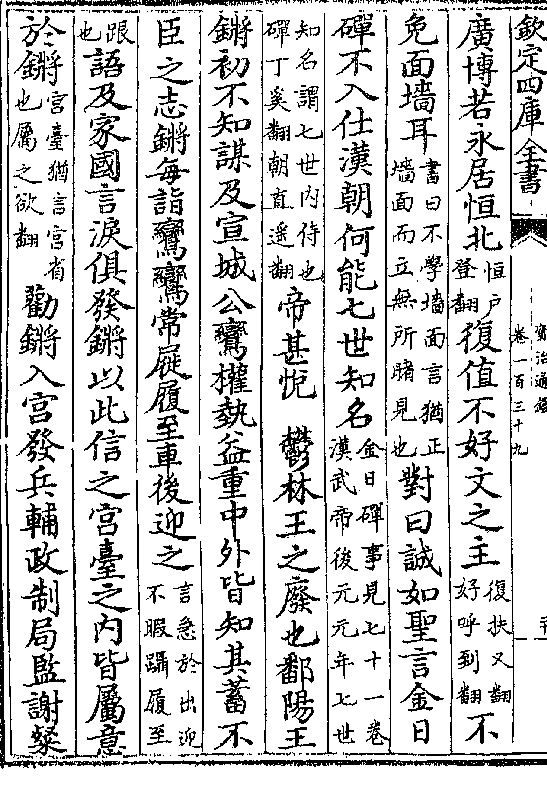 欽定四庫全書
資治通鑑
卷一百三十九
廣博若永居恒北恒戶登翻復值不好文之主復扶又翻好呼到翻不
免面墻耳書曰不學墻面言猶正墻面而立無所睹見也對曰誠如聖言金日
磾不入仕漢朝何能七世知名金日磾事見七十一卷漢武帝後元元年七世
知名謂七世内侍也磾丁奚翻朝直遥翻帝甚悦 鬱林王之廢也鄱陽王
鏘初不知謀及宣城公鸞權埶益重中外皆知其蓄不
臣之志鏘每詣鸞鸞常屣履至車後迎之言急於出迎不暇躡履至
跟也語及家國言淚俱發鏘以此信之宮臺之内皆屬意
於鏘宮臺猶言宮省也屬之欲翻勸鏘入宮發兵輔政制局監謝粲